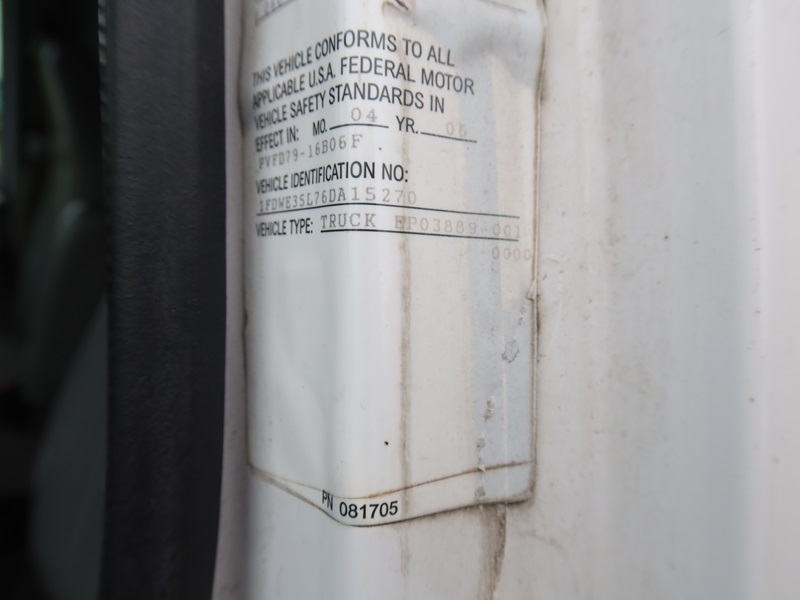 THIS VEHICLE CONFORMS TO ALL
APPLICABLE U.S.A. FEDERAL MOTOR
VEHICLE SAFETY STANDARDS IN
EFFECT IN: MO. 04 YR. 06
PVFD79-16B06F
VEHICLE IDENTIFICATION NO:
1FDWE35L76DA15270
VEHICLE TYPE: TRUCK EP03889-001
0000
PN 081705